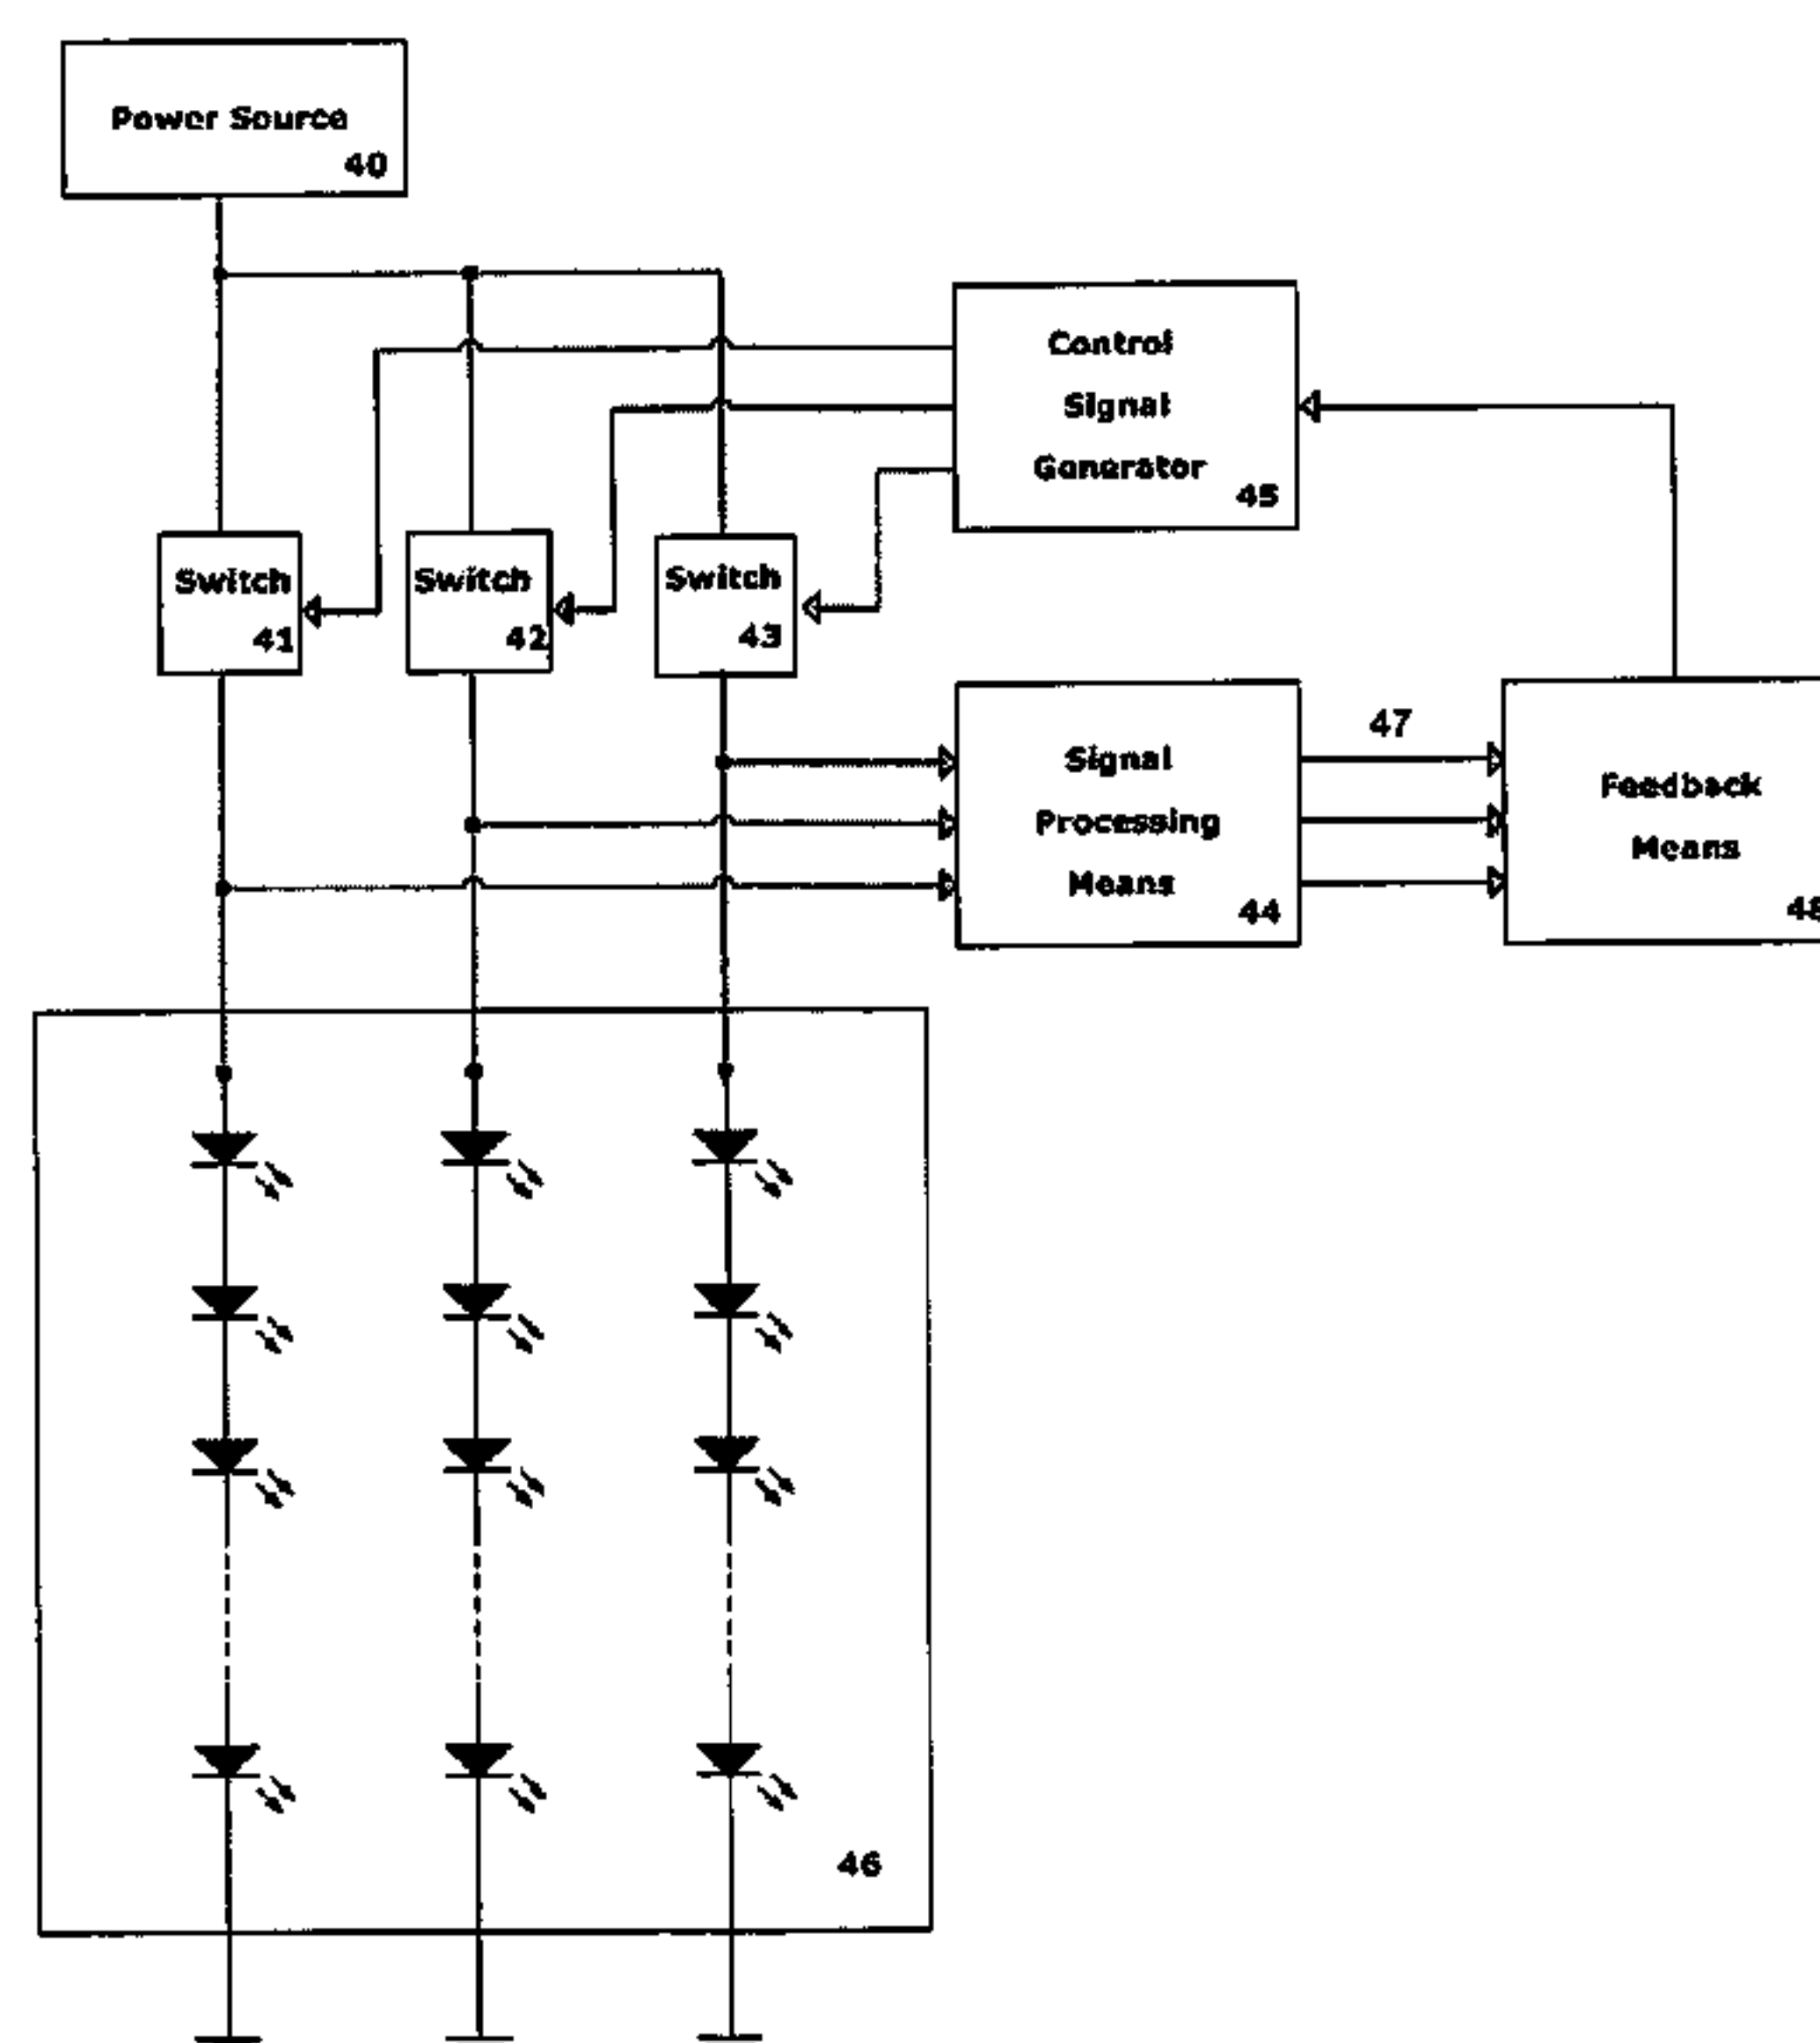 Power Source
40
Control
Signal
Generator
45
Switch
41
Switch
42
Switch
43
Signal
Processing
Means
44
47
Feedback
Means
46